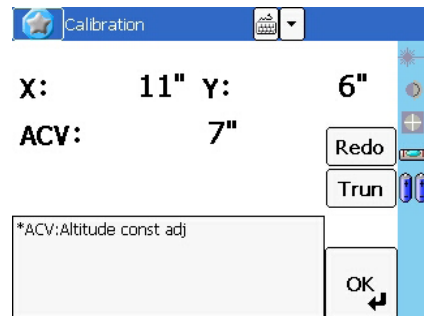 Calibration
X: 11" Y: 6"
ACV: 7"
Redo
Trun
*ACV:Altitude const adj
OK